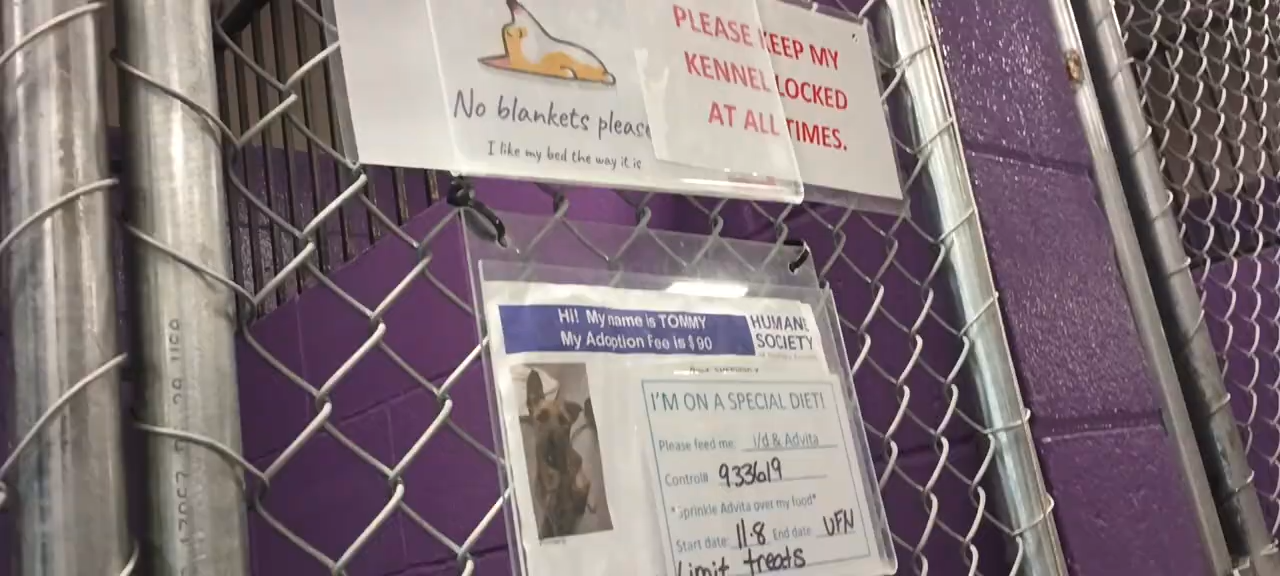 No blankets please
I like my bed the way it is
PLEASE KEEP MY
KENNEL LOCKED
AT ALL TIMES.
HI! My name is TOMMY
My Adoption Fee is $90
HUMANE
SOCIETY
I'M ON A SPECIAL DIET!
Please feed me: i/d & Advita
Control# 933619
*Sprinkle Advita over my food*
Start date: 11-8 End date: UFN
Limit treats